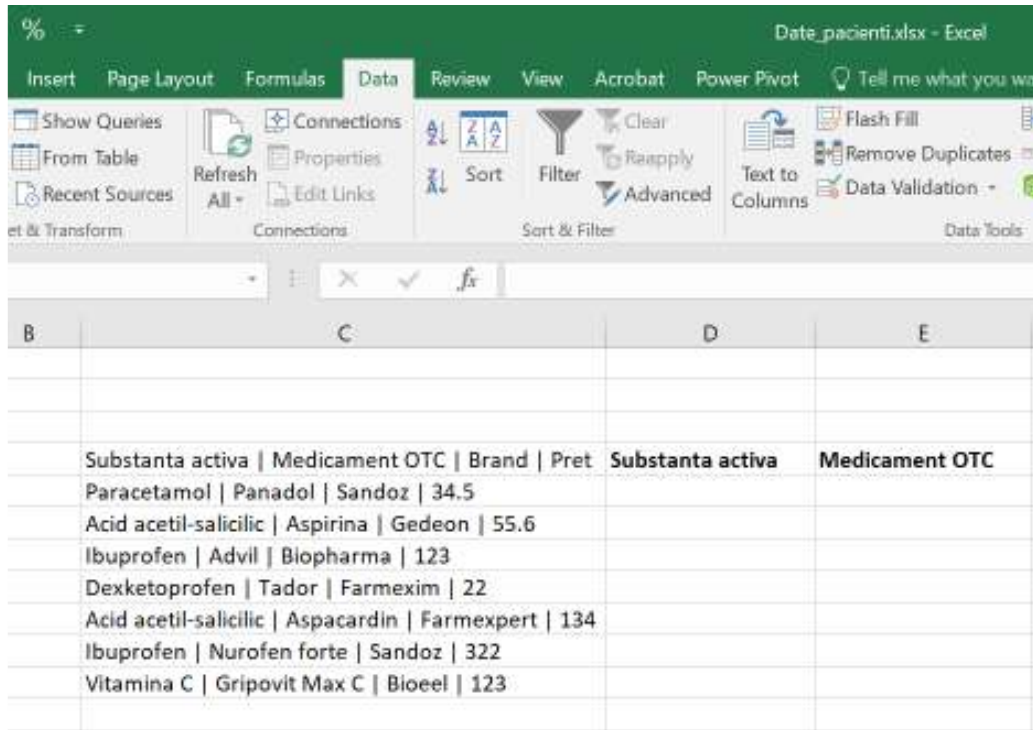 %
Date_pacienti.xlsx - Excel
Insert Page Layout Formulas Data Review View Acrobat Power Pivot Tell me what you
Show Queries
From Table
Recent Sources
Refresh All
Connections
Properties
Edit Links
Sort
Filter
Clear
Reapply
Advanced
Text to Columns
Flash Fill
Remove Duplicates
Data Validation
Connections Sort & Filter Data Tools
fx
B C D E
Substanta activa | Medicament OTC | Brand | Pret Substanta activa Medicament OTC
Paracetamol | Panadol | Sandoz | 34.5
Acid acetil-salicilic | Aspirina | Gedeon | 55.6
Ibuprofen | Advil | Biopharma | 123
Dexketoprofen | Tador | Farmexim | 22
Acid acetil-salicilic | Aspacardin | Farmexpert | 134
Ibuprofen | Nurofen forte | Sandoz | 322
Vitamina C | Gripovit Max C | Bioeel | 123